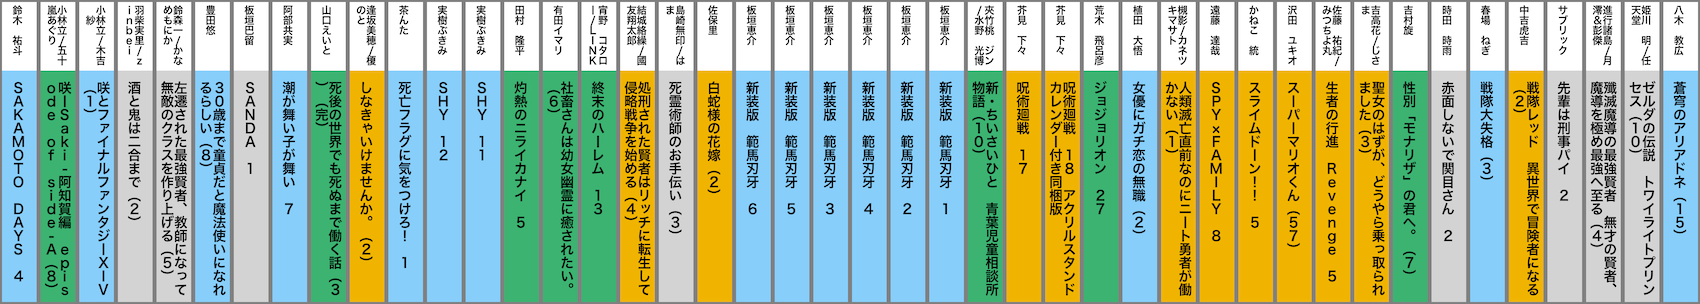 八木　教広
蒼穹のアリアドネ（１５）
姫川　明／任
天堂
ゼルダの伝説　トワイライトプリン
セス（１０）
進行諸島／月
澪＆彭傑
殲滅魔導の最強賢者　無才の賢者、
魔導を極め最強へ至る（４）
サブリック
先輩は刑事パイ　２
中吉虎吉
戦隊レッド　異世界で冒険者になる
（２）
春場　ねぎ
戦隊大失格（３）
時田　時雨
赤面しないで関目さん　２
吉村旋
性別「モナリザ」の君へ。（７）
吉高花／しじさ
ま
聖女のはずが、どうやら乗っ取られ
ました（３）
佐藤　祐紀／
みつちよ丸
生者の行進　Ｒｅｖｅｎｇｅ　５
沢田　ユキオ
スーパーマリオくん（５７）
かねこ　統
スライムドーン！！　５
遠藤　達哉
ＳＰＹ×ＦＡＭＩＬＹ　８
槻影／カネツ
キマサト
人類滅亡直前なのにニート勇者が働
かない（１）
植田　大悟
女優にガチ恋の無職（２）
荒木　飛呂彦
ジョジョリオン　２７
芥見　下々
呪術廻戦　１８　アクリルスタンド
カレンダー付き同梱版
芥見　下々
呪術廻戦　１７
夾竹桃　ジン
／水野　光博
新・ちいさいひと　青葉児童相談所
物語（１０）
板垣恵介
新装版　範馬刃牙　１
板垣恵介
新装版　範馬刃牙　２
板垣恵介
新装版　範馬刃牙　４
板垣恵介
新装版　範馬刃牙　３
板垣恵介
新装版　範馬刃牙　５
板垣恵介
新装版　範馬刃牙　６
佐保里
白蛇様の花嫁（２）
島崎無印／は
ま
死霊術師のお手伝い（３）
結城絡繰／國
友翔太郎
処刑された賢者はリッチに転生して
侵略戦争を始める（４）
宵野　コタロ
ー／ＬＩＮＫ
終末のハーレム　１３
有田イマリ
社畜さんは幼女幽霊に癒されたい。
（６）
田村　隆平
灼熱のニライカナイ　５
実樹ぶきみ
ＳＨＹ　１１
実樹ぶきみ
ＳＨＹ　１２
茶んた
死亡フラグに気をつけろ！　１
逢坂美穂／榎
のと
しなきゃいけませんか。（２）
山口えいと
死後の世界でも死ぬまで働く話（３
）（完）
阿部共実
潮が舞い子が舞い　７
板垣巴留
ＳＡＮＤＡ　１
豊田悠
３０歳まで童貞だと魔法使いになれ
るらしい（８）
鈴森一／かな
めもにか
左遷された最強賢者、教師になって
無敵のクラスを作り上げる（５）
羽柴実里／ｚ
ｉｎｂｅｉ
酒と鬼は二合まで（２）
小林立／木吉
紗
咲とファイナルファンタジーＸＩＶ
（１）
小林立／五十
嵐あぐり
咲－Ｓａｋｉ－阿知賀編　ｅｐｉｓ
ｏｄｅ　ｏｆ　ｓｉｄｅ－Ａ（８）
鈴木　祐斗
ＳＡＫＡＭＯＴＯ　ＤＡＹＳ　４